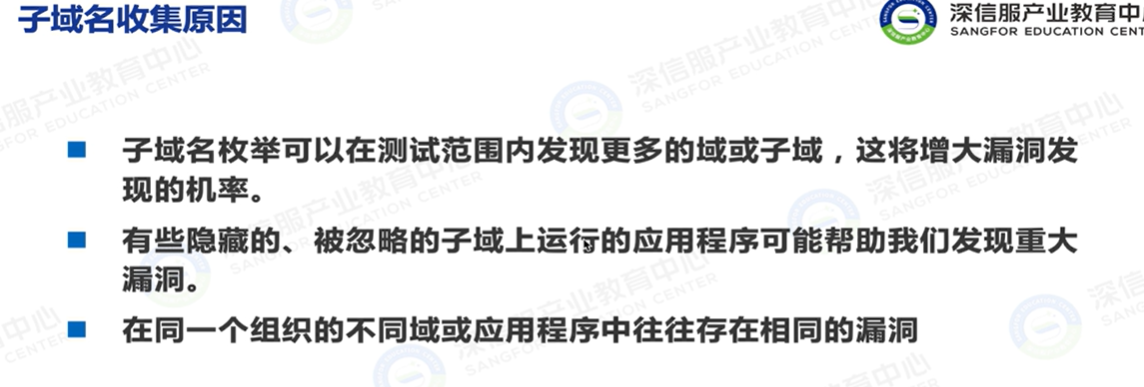 子域名收集原因
深信服产业教育中
SANGFOR EDUCATION CENT
子域名枚举可以在测试范围内发现更多的域或子域，这将增大漏洞发
现的机率。
有些隐藏的、被忽略的子域上运行的应用程序可能帮助我们发现重大
漏洞。
在同一个组织的不同域或应用程序中往往存在相同的漏洞